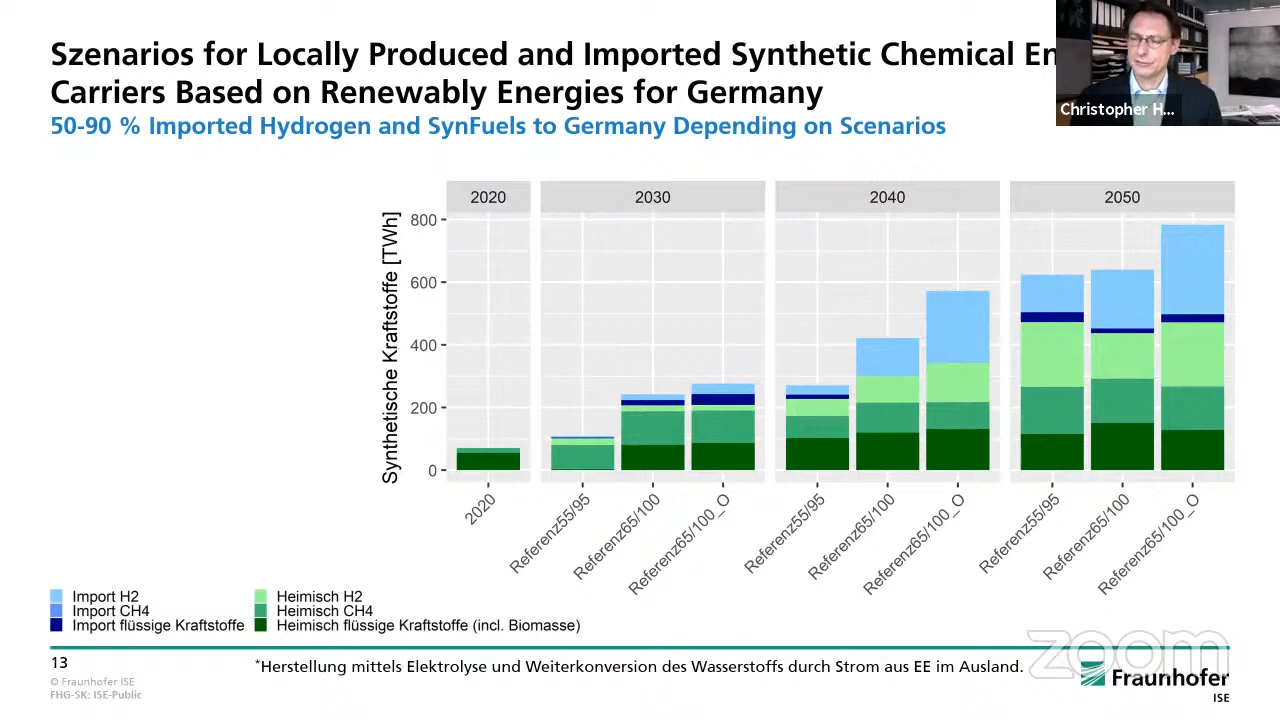 Szenarios for Locally Produced and Imported Synthetic Chemical En
Carriers Based on Renewably Energies for Germany
50-90 % Imported Hydrogen and SynFuels to Germany Depending on Scenarios
Christopher H...
2020
2030
2040
2050
Synthetische Kraftstoffe [TWh]
800
600
400
200
0
2020
Referenz55/95
Referenz65/100
Referenz65/100_O
Referenz55/95
Referenz65/100
Referenz65/100_O
Referenz55/95
Referenz65/100
Referenz65/100_O
Import H2
Import CH4
Import flüssige Kraftstoffe
Heimisch H2
Heimisch CH4
Heimisch flüssige Kraftstoffe (incl. Biomasse)
13
© Fraunhofer ISE
FHG-SK: ISE-Public
*Herstellung mittels Elektrolyse und Weiterkonversion des Wasserstoffs durch Strom aus EE im Ausland.
zoom
Fraunhofer
ISE